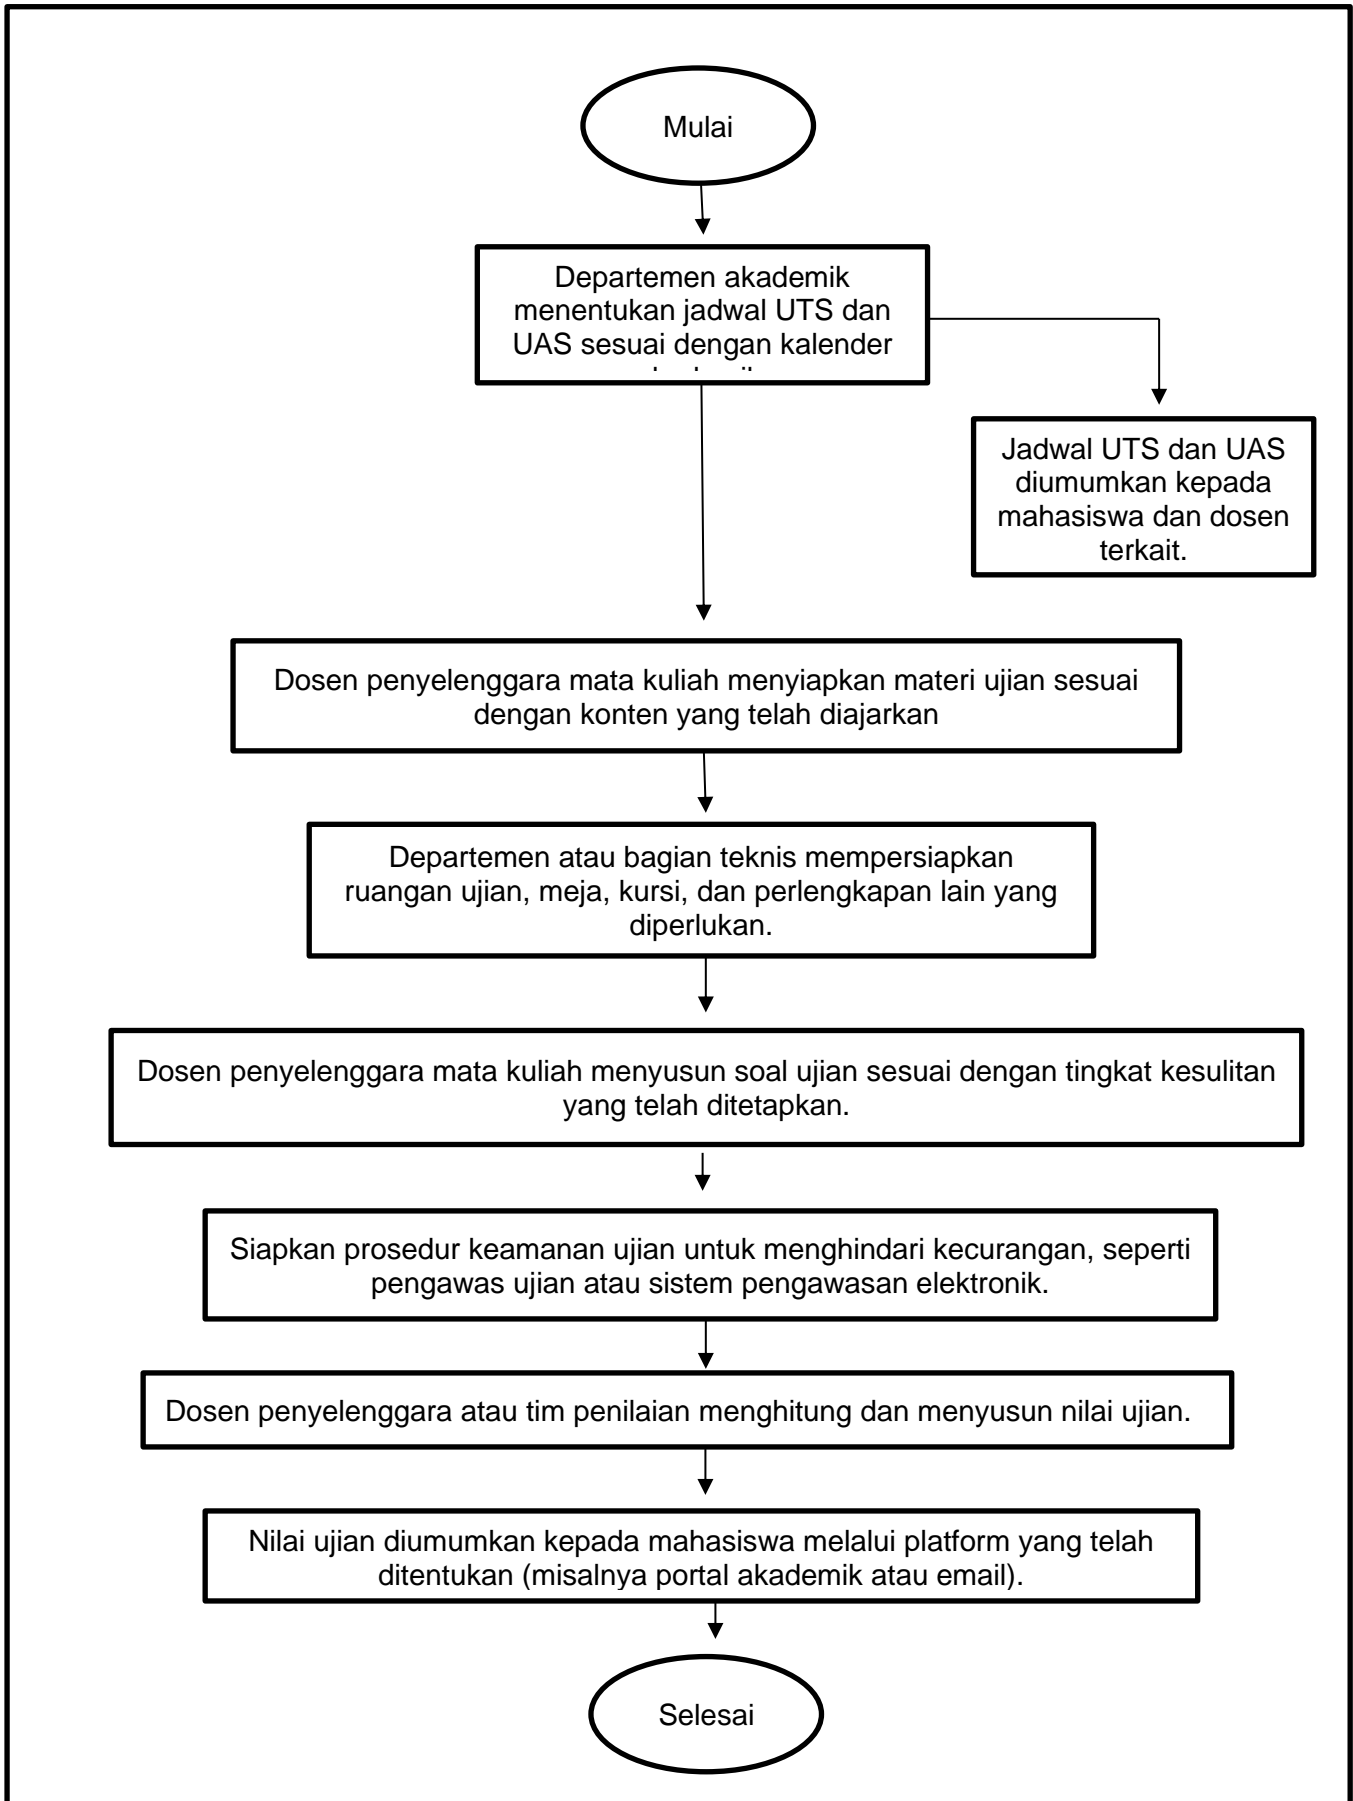 Mulai
Departemen akademik
menentukan jadwal UTS dan
UAS sesuai dengan kalender
Jadwal UTS dan UAS
diumumkan kepada
mahasiswa dan dosen
terkait.
Dosen penyelenggara mata kuliah menyiapkan materi ujian sesuai
dengan konten yang telah diajarkan
Departemen atau bagian teknis mempersiapkan
ruangan ujian, meja, kursi, dan perlengkapan lain yang
diperlukan.
Dosen penyelenggara mata kuliah menyusun soal ujian sesuai dengan tingkat kesulitan
yang telah ditetapkan.
Siapkan prosedur keamanan ujian untuk menghindari kecurangan, seperti
pengawas ujian atau sistem pengawasan elektronik.
Dosen penyelenggara atau tim penilaian menghitung dan menyusun nilai ujian.
Nilai ujian diumumkan kepada mahasiswa melalui platform yang telah
ditentukan (misalnya portal akademik atau email).
Selesai